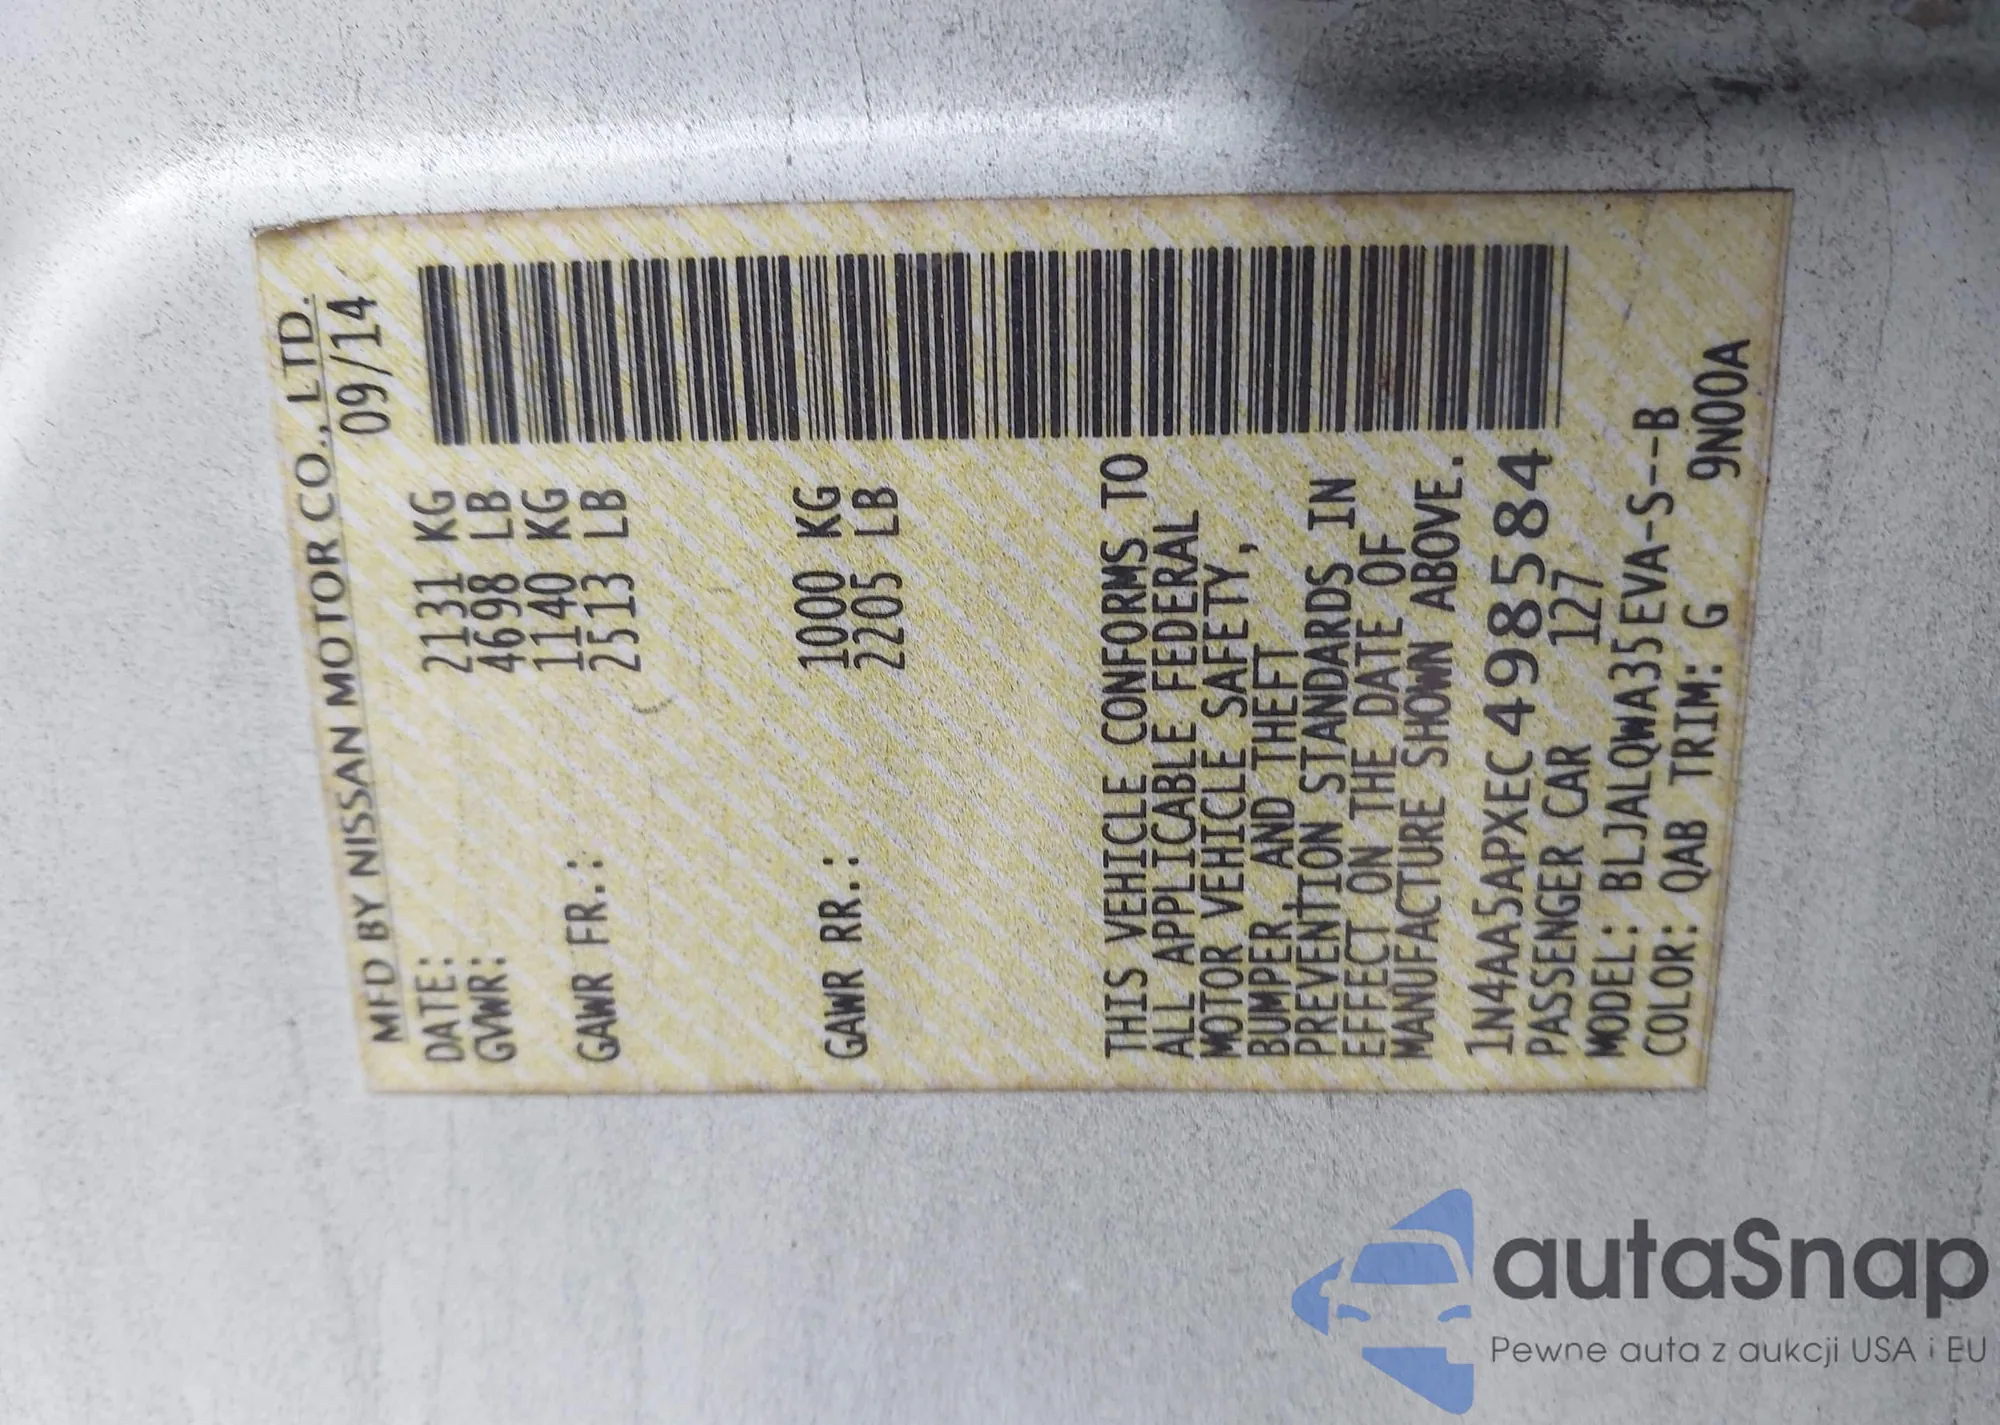 MFD BY NISSAN MOTOR CO., LTD.
DATE: 09/14
GVWR: 2131 KG
4698 LB
GAWR FR.: 1140 KG
2513 LB
GAWR RR.: 1000 KG
2205 LB
THIS VEHICLE CONFORMS TO
ALL APPLICABLE FEDERAL
MOTOR VEHICLE SAFETY,
BUMPER, AND THEFT
PREVENTION STANDARDS IN
EFFECT ON THE DATE OF
MANUFACTURE SHOWN ABOVE.
1N4AA5APXEC498584
PASSENGER CAR 127
MODEL: BLJALQWA35EVA-S---B
COLOR: QAB TRIM: G 9N00A
autaSnap
Pewne auta z aukcji USA i EU